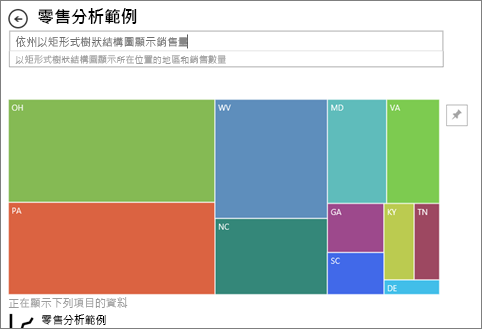 零售分析範例
依州以矩形式樹狀結構圖顯示銷售量
以矩形式樹狀結構圖顯示所在位置的地區和銷售數量
OH
WV
MD
VA
PA
NC
GA
KY
TN
SC
DE
正在顯示下列項目的資料
零售分析範例